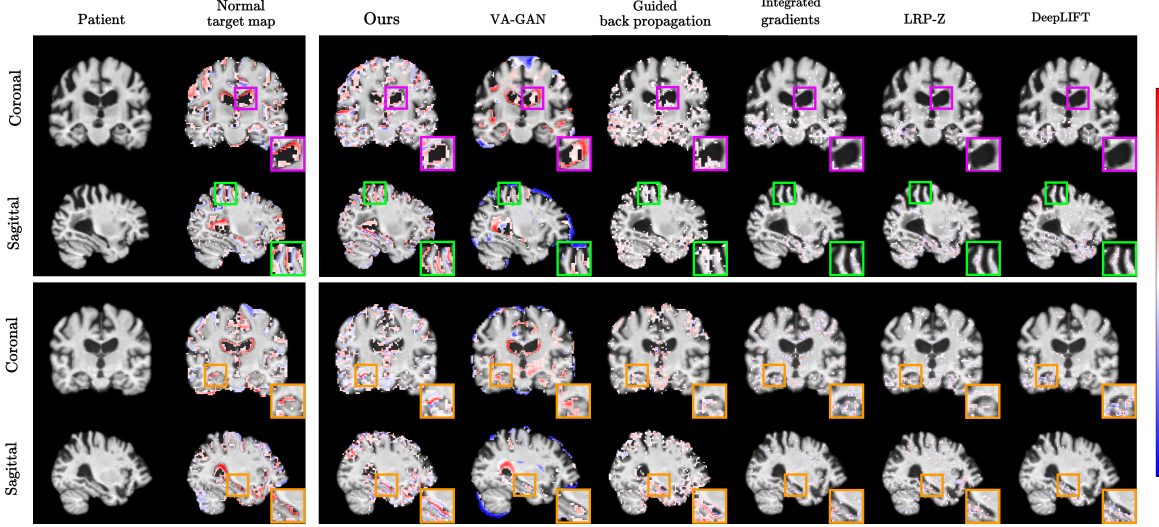 Patient
Normal
target map
Ours
VA-GAN
Guided
back propagation
Integrated
gradients
LRP-Z
DeepLIFT
Coronal
Sagittal
Coronal
Sagittal